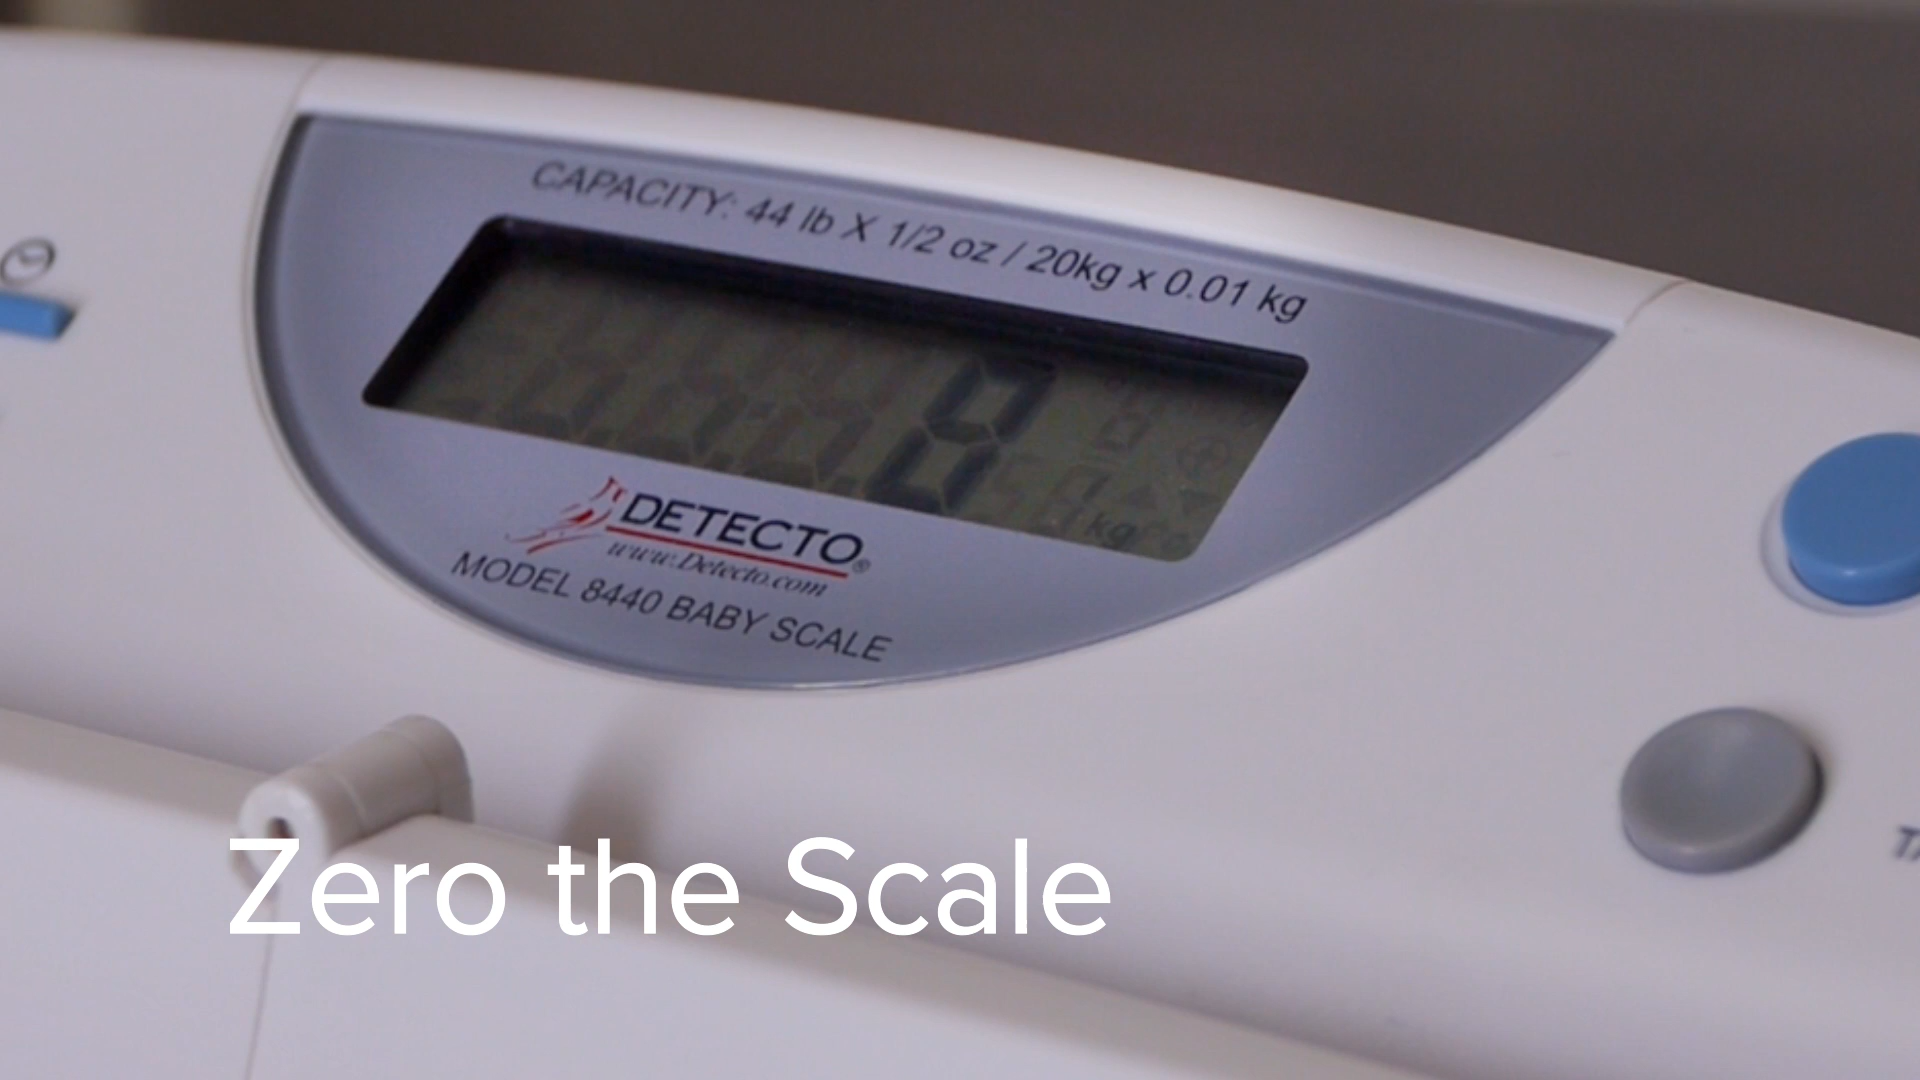 CAPACITY: 44 lb X 1/2 oz / 20kg x 0.01 kg
kg
DETECTO®
www.Detecto.com
MODEL 8440 BABY SCALE
Zero the Scale